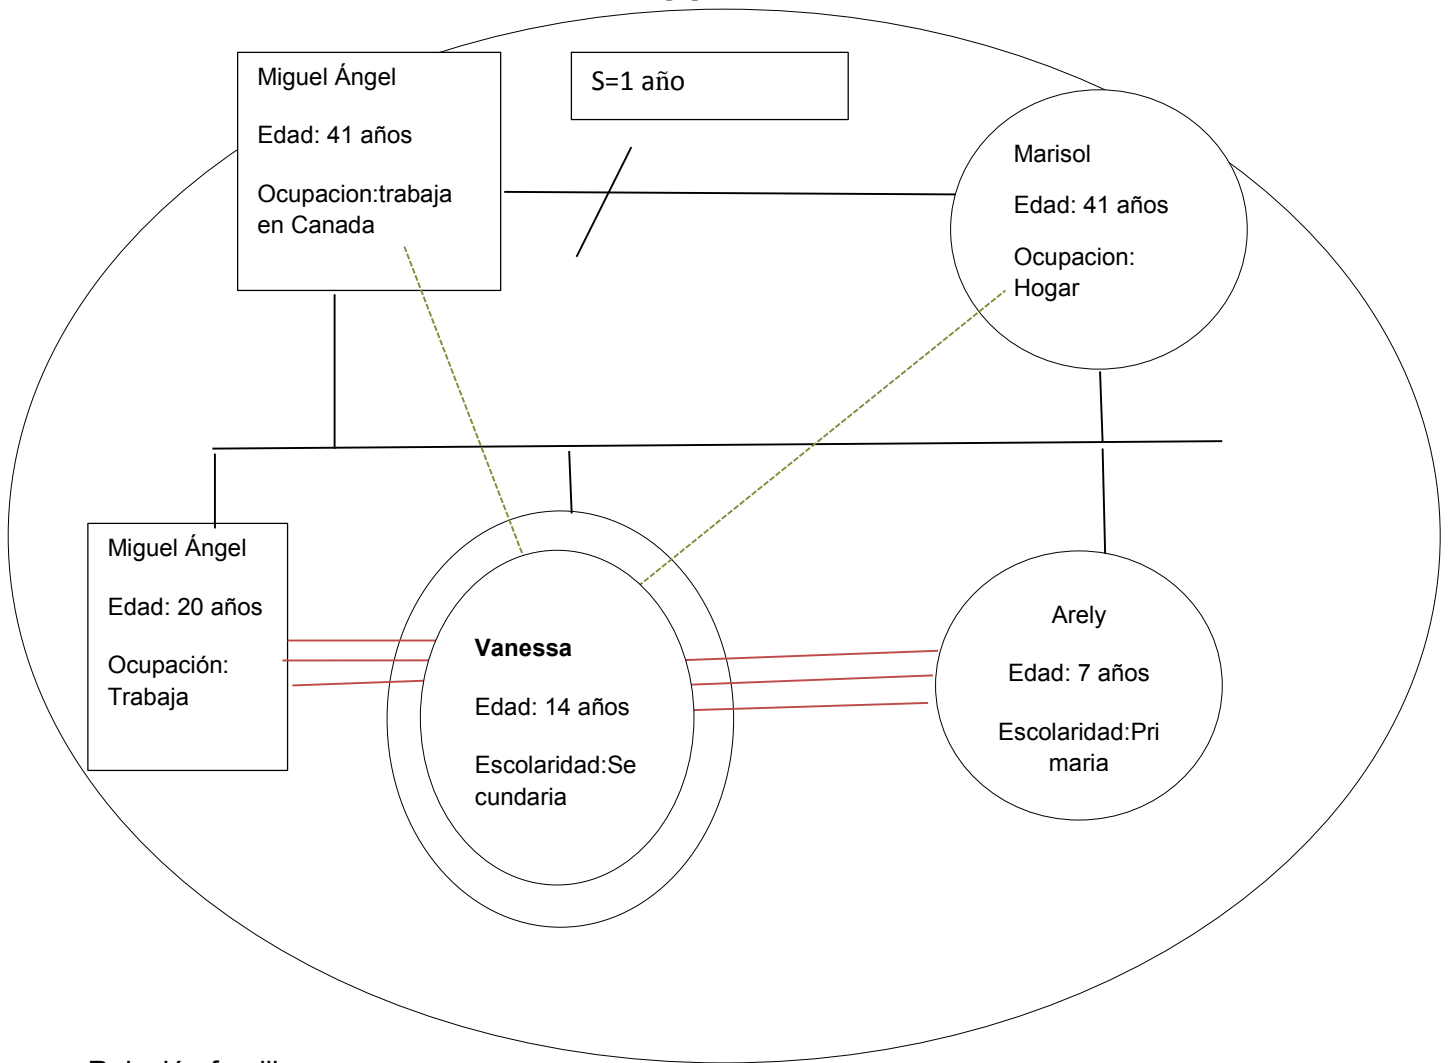 Miguel Ángel
Edad: 41 años
Ocupacion:trabaja
en Canada
S=1 año
Marisol
Edad: 41 años
Ocupacion:
Hogar
Miguel Ángel
Edad: 20 años
Ocupación:
Trabaja
Vanessa
Edad: 14 años
Escolaridad:Se
cundaria
Arely
Edad: 7 años
Escolaridad:Pri
maria